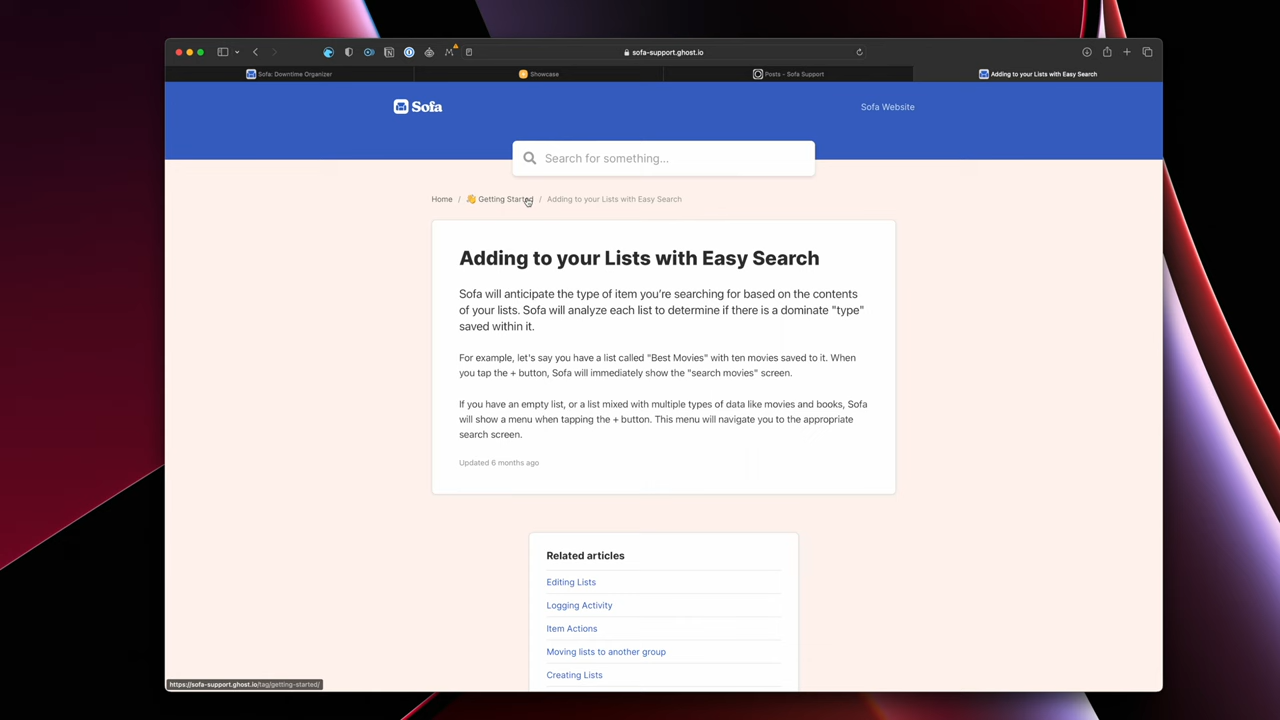 sofa-support.ghost.io
Sofa: Downtime Organizer
Showcase
Posts - Sofa Support
Adding to your Lists with Easy Search
Sofa
Sofa Website
Search for something...
Home / 👋 Getting Started / Adding to your Lists with Easy Search
Adding to your Lists with Easy Search
Sofa will anticipate the type of item you're searching for based on the contents
of your lists. Sofa will analyze each list to determine if there is a dominate "type"
saved within it.
For example, let's say you have a list called "Best Movies" with ten movies saved to it. When
you tap the + button, Sofa will immediately show the "search movies" screen.
If you have an empty list, or a list mixed with multiple types of data like movies and books, Sofa
will show a menu when tapping the + button. This menu will navigate you to the appropriate
search screen.
Updated 6 months ago
Related articles
Editing Lists
Logging Activity
Item Actions
Moving lists to another group
Creating Lists
https://sofa-support.ghost.io/tag/getting-started/